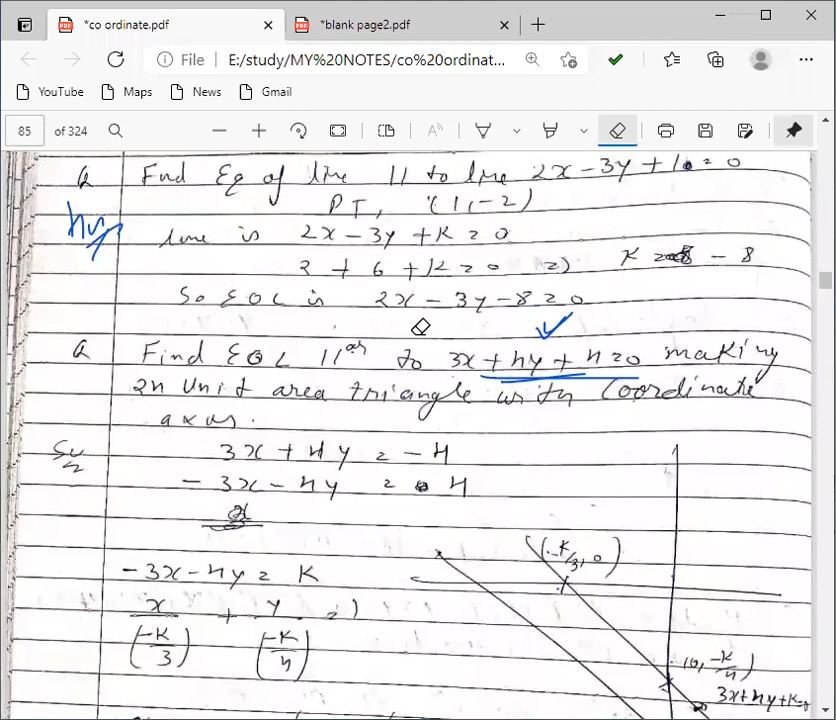 *co ordinate.pdf
*blank page2.pdf
File E:/study/MY%20NOTES/co%20ordinat...
YouTube Maps News Gmail
85 of 324
Q Find Eq of line 11 to line 2x-3y+10=0
PT, (1,-2)
line is 2x-3y+K=0
2+6+K=0 => K = -8
So EOL is 2x-3y-8=0
Q Find EOL 11 to 3x+4y+4=0 making
24 unit area triangle with Coordinate
axes.
3x+4y = -4
-3x-4y = 4
-3x-4y = K
x + y = 1
(-K/3) (-K/4)
(-K/3, 0)
(0, -K/4)
3x+4y+K=0